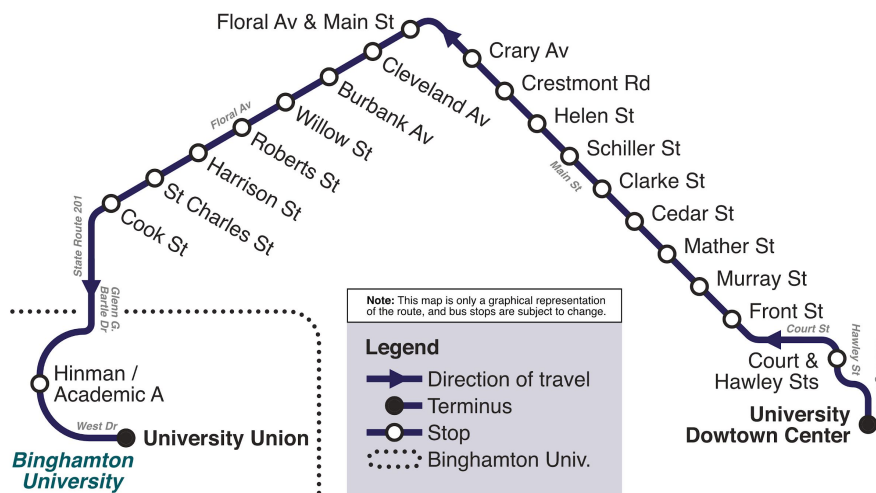 Floral Av & Main St
Crary Av
Cleveland Av
Crestmont Rd
Burbank Av
Helen St
Floral Av
Willow St
Schiller St
Roberts St
Main St
Clarke St
Harrison St
Cedar St
St Charles St
Cook St
Mather St
State Route 201
Murray St
Glenn G.
Bartle Dr
Front St
Court St
Hawley St
Court &
Hawley Sts
University
Dowtown Center
Note: This map is only a graphical representation
of the route, and bus stops are subject to change.
Legend
Direction of travel
Terminus
Stop
Binghamton Univ.
Hinman /
Academic A
West Dr
University Union
Binghamton
University